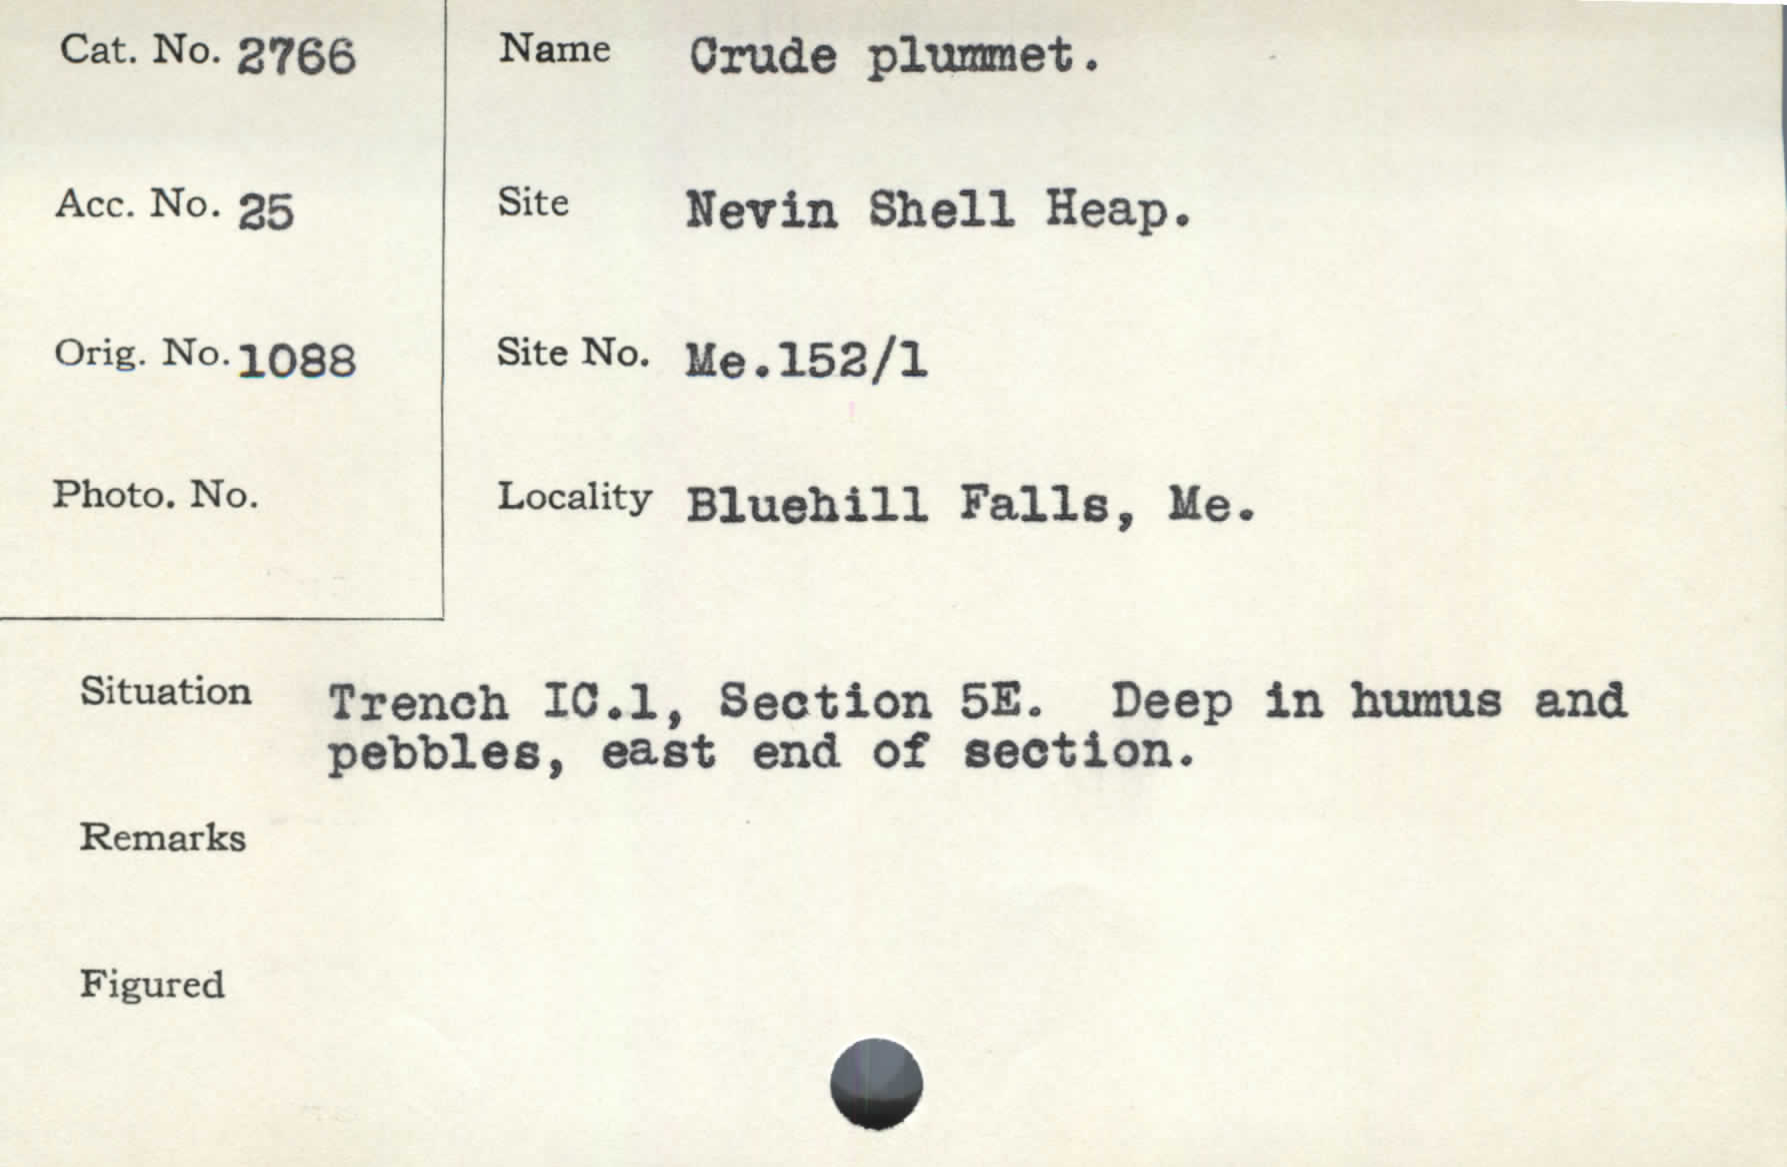 Cat. No. 2766
Name Crude plummet.
Acc. No. 25
Site Nevin Shell Heap.
Orig. No. 1088
Site No. Me.152/1
Photo. No.
Locality Bluehill Falls, Me.
Situation Trench IC.1, Section 5E. Deep in humus and
pebbles, east end of section.
Remarks
Figured